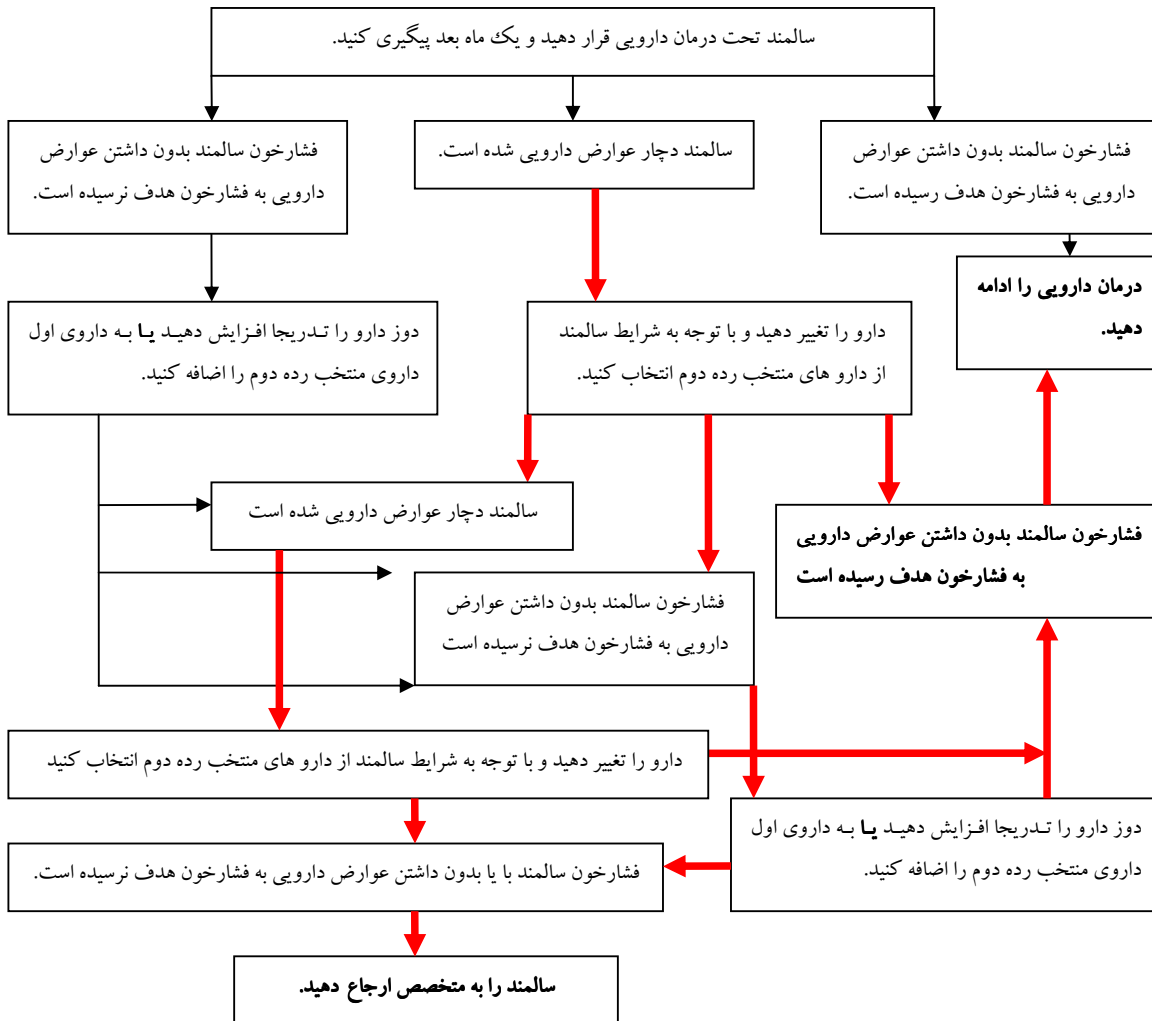 سالمند تحت درمان دارویی قرار دهید و یک ماه بعد پیگیری کنید.
فشارخون سالمند بدون داشتن عوارض
دارویی به فشارخون هدف رسیده است.
سالمند دچار عوارض دارویی شده است.
فشارخون سالمند بدون داشتن عوارض
دارویی به فشارخون هدف نرسیده است.
درمان دارویی را ادامه
دهید.
دارو را تغییر دهید و با توجه به شرایط سالمند
از دارو های منتخب رده دوم انتخاب کنید.
دوز دارو را تدریجا افزایش دهید یا به داروی اول
داروی منتخب رده دوم را اضافه کنید.
سالمند دچار عوارض دارویی شده است
فشارخون سالمند بدون داشتن عوارض دارویی
به فشارخون هدف رسیده است
فشارخون سالمند بدون داشتن عوارض
دارویی به فشارخون هدف نرسیده است
دارو را تغییر دهید و با توجه به شرایط سالمند از دارو های منتخب رده دوم انتخاب کنید
دوز دارو را تدریجا افزایش دهید یا به داروی اول
داروی منتخب رده دوم را اضافه کنید.
فشارخون سالمند با یا بدون داشتن عوارض دارویی به فشارخون هدف نرسیده است.
سالمند را به متخصص ارجاع دهید.